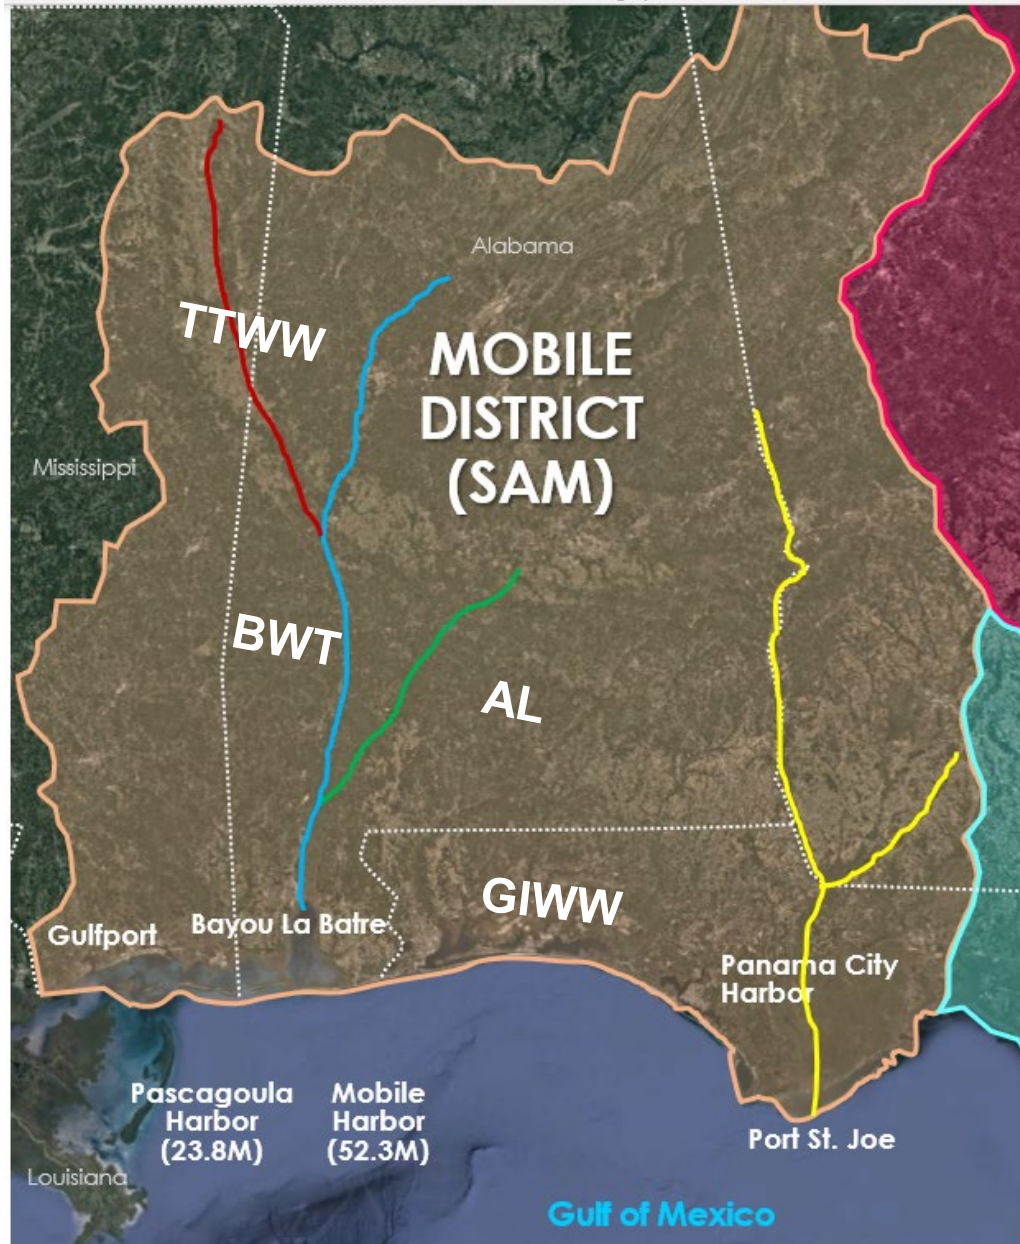 Alabama
TTWW
MOBILE
DISTRICT
(SAM)
Mississippi
BWT
AL
GIWW
Bayou La Batre
Gulfport
Panama City
Harbor
Pascagoula
Harbor
(23.8M)
Mobile
Harbor
(52.3M)
Port St. Joe
Louisiana
Gulf of Mexico